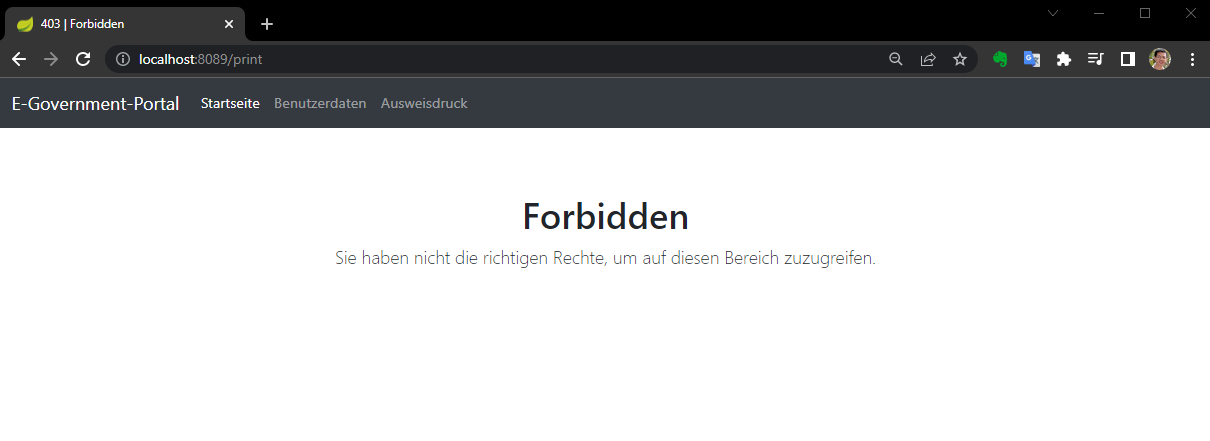 403 | Forbidden
localhost:8089/print
E-Government-Portal Startseite Benutzerdaten Ausweisdruck
Forbidden
Sie haben nicht die richtigen Rechte, um auf diesen Bereich zuzugreifen.